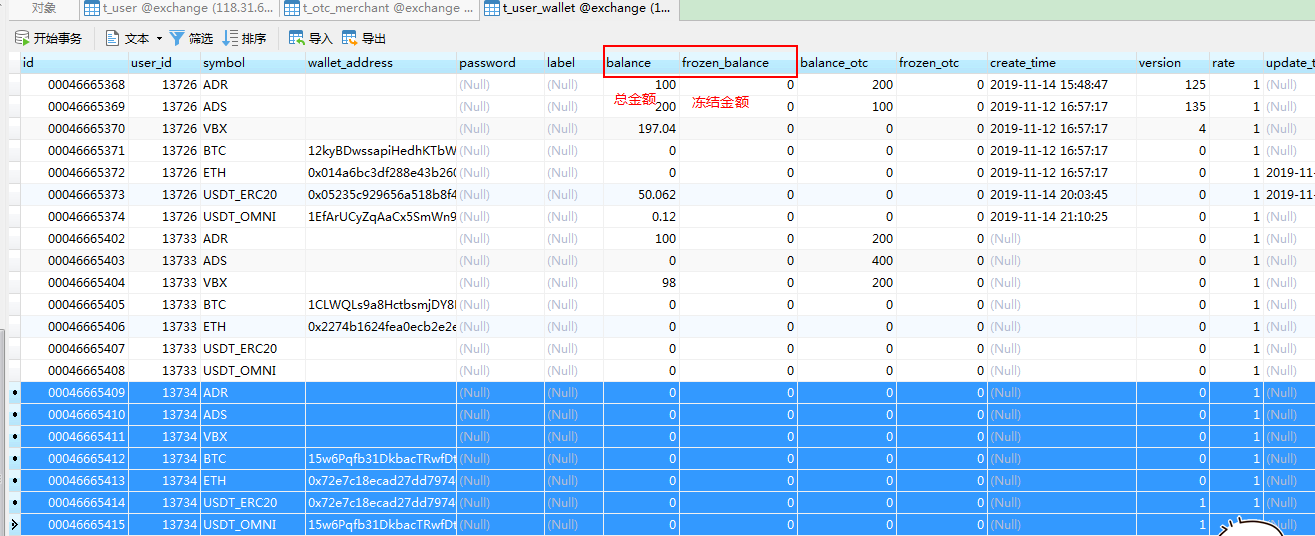 对象 t_user @exchange (118.31.6... t_otc_merchant @exchange ... t_user_wallet @exchange (1...
开始事务 文本 筛选 排序 导入 导出
id user_id symbol wallet_address password label balance frozen_balance balance_otc frozen_otc create_time version rate update_t
00046665368 13726 ADR (Null) (Null) 100 0 200 0 2019-11-14 15:48:47 125 1 (Null)
总金额 冻结金额
00046665369 13726 ADS (Null) (Null) 200 0 100 0 2019-11-12 16:57:17 135 1 (Null)
00046665370 13726 VBX (Null) (Null) 197.04 0 0 0 2019-11-12 16:57:17 4 1 (Null)
00046665371 13726 BTC 12kyBDwssapiHedhKTbW (Null) (Null) 0 0 0 0 2019-11-12 16:57:17 0 1 (Null)
00046665372 13726 ETH 0x014a6bc3df288e43b260 (Null) (Null) 0 0 0 0 2019-11-12 16:57:17 0 1 2019-11-
00046665373 13726 USDT_ERC20 0x05235c929656a518b8f4 (Null) (Null) 50.062 0 0 0 2019-11-14 20:03:45 0 1 2019-11-
00046665374 13726 USDT_OMNI 1EfArUCyZqAaCx5SmWn9 (Null) (Null) 0.12 0 0 0 2019-11-14 21:10:25 0 1 (Null)
00046665402 13733 ADR (Null) (Null) 100 0 200 0 (Null) 0 1 (Null)
00046665403 13733 ADS (Null) (Null) 0 0 400 0 (Null) 0 1 (Null)
00046665404 13733 VBX (Null) (Null) 98 0 200 0 (Null) 0 1 (Null)
00046665405 13733 BTC 1CLWQLs9a8HctbsmjDY8 (Null) (Null) 0 0 0 0 (Null) 0 1 (Null)
00046665406 13733 ETH 0x2274b1624fea0ecb2e2e (Null) (Null) 0 0 0 0 (Null) 0 1 (Null)
00046665407 13733 USDT_ERC20 (Null) (Null) 0 0 0 0 (Null) 0 1 (Null)
00046665408 13733 USDT_OMNI (Null) (Null) 0 0 0 0 (Null) 0 1 (Null)
00046665409 13734 ADR (Null) (Null) 0 0 0 0 (Null) 0 1 (Null)
00046665410 13734 ADS (Null) (Null) 0 0 0 0 (Null) 0 1 (Null)
00046665411 13734 VBX (Null) (Null) 0 0 0 0 (Null) 0 1 (Null)
00046665412 13734 BTC 15w6Pqfb31DkbacTRwfDt (Null) (Null) 0 0 0 0 (Null) 0 1 (Null)
00046665413 13734 ETH 0x72e7c18ecad27dd7974 (Null) (Null) 0 0 0 0 (Null) 0 1 (Null)
00046665414 13734 USDT_ERC20 0x72e7c18ecad27dd7974 (Null) (Null) 0 0 0 0 (Null) 1 1 (Null)
00046665415 13734 USDT_OMNI 15w6Pqfb31DkbacTRwfDt (Null) (Null) 0 0 0 0 (Null) 1